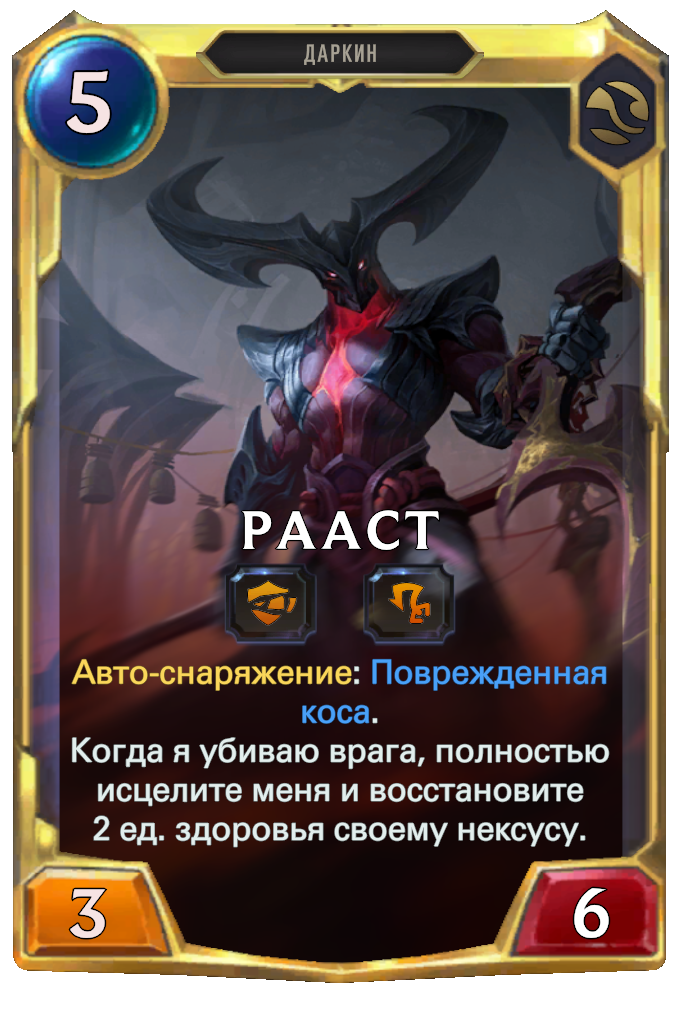 ДАРКИН
5
РААСТ
Авто-снаряжение: Поврежденная
коса.
Когда я убиваю врага, полностью
исцелите меня и восстановите
2 ед. здоровья своему нексусу.
3
6